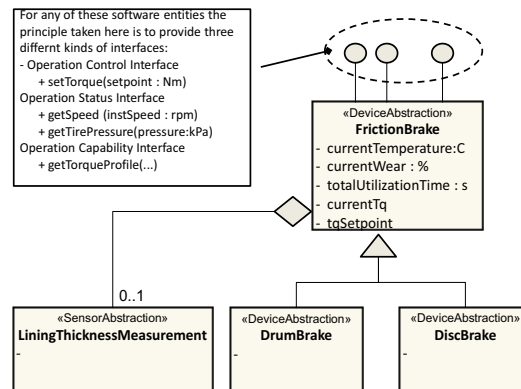 For any of these software entities the
principle taken here is to provide three
differnt kinds of interfaces:
- Operation Control Interface
+ setTorque(setpoint : Nm)
Operation Status Interface
+ getSpeed (instSpeed : rpm)
+ getTirePressure(pressure:kPa)
Operation Capability Interface
+ getTorqueProfile(...)
«DeviceAbstraction»
FrictionBrake
- currentTemperature:C
- currentWear : %
- totalUtilizationTime : s
- currentTq
- tqSetpoint
0..1
«SensorAbstraction»
LiningThicknessMeasurement
-
«DeviceAbstraction»
DrumBrake
-
«DeviceAbstraction»
DiscBrake
-